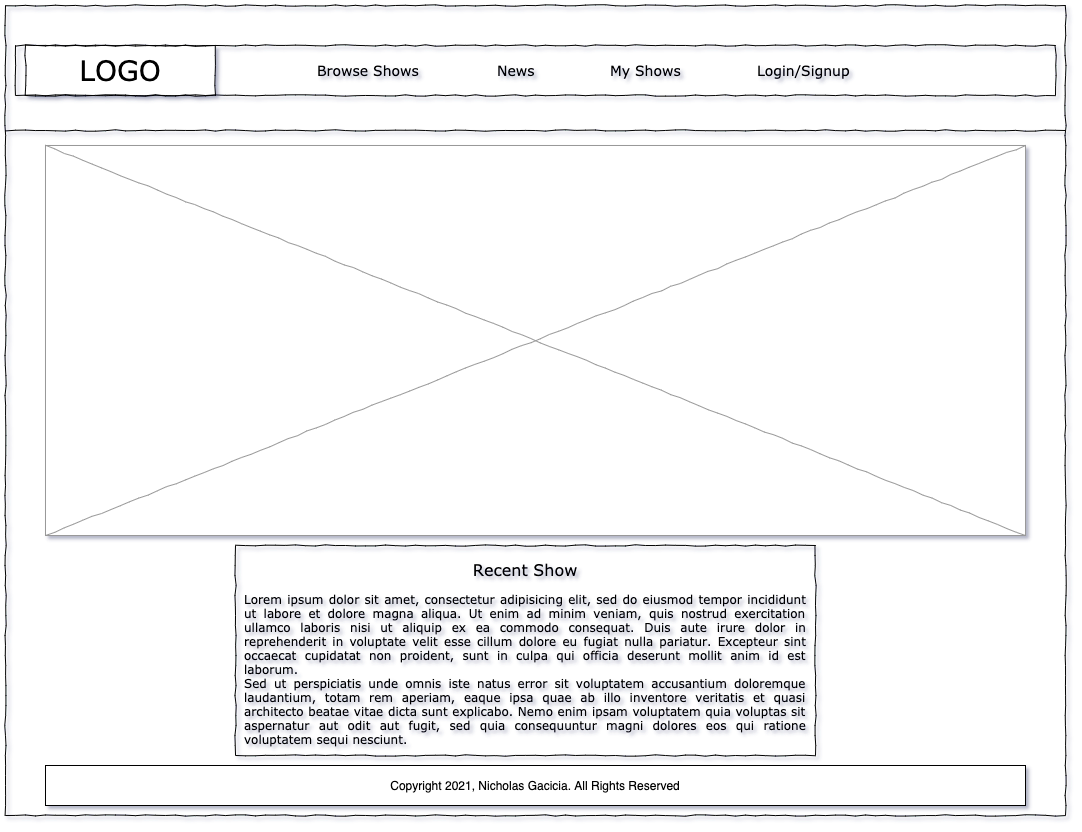 LOGO
Browse Shows
News
My Shows
Login/Signup
Recent Show
Lorem ipsum dolor sit amet, consectetur adipisicing elit, sed do eiusmod tempor incididunt
ut labore et dolore magna aliqua. Ut enim ad minim veniam, quis nostrud exercitation
ullamco laboris nisi ut aliquip ex ea commodo consequat. Duis aute irure dolor in
reprehenderit in voluptate velit esse cillum dolore eu fugiat nulla pariatur. Excepteur sint
occaecat cupidatat non proident, sunt in culpa qui officia deserunt mollit anim id est
laborum.
Sed ut perspiciatis unde omnis iste natus error sit voluptatem accusantium doloremque
laudantium, totam rem aperiam, eaque ipsa quae ab illo inventore veritatis et quasi
architecto beatae vitae dicta sunt explicabo. Nemo enim ipsam voluptatem quia voluptas sit
aspernatur aut odit aut fugit, sed quia consequuntur magni dolores eos qui ratione
voluptatem sequi nesciunt.
Copyright 2021, Nicholas Gacicia. All Rights Reserved